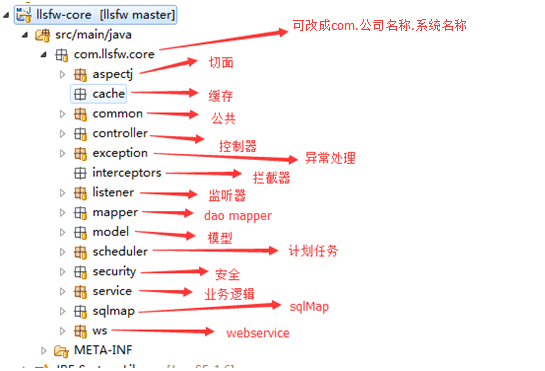 llsfw-core [llsfw master]
可改成com.公司名称.系统名称
src/main/java
com.llsfw.core
aspectj 切面
cache 缓存
common 公共
controller 控制器
exception 异常处理
interceptors 拦截器
listener 监听器
mapper dao mapper
model 模型
scheduler 计划任务
security 安全
service 业务逻辑
sqlmap sqlMap
ws webservice
META-INF